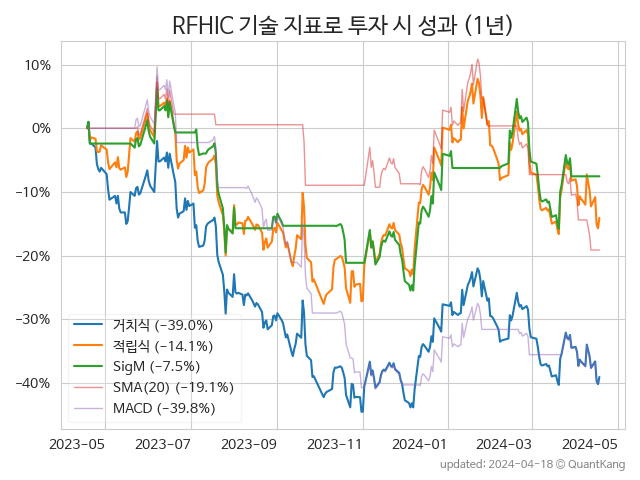 RFHIC 기술 지표로 투자 시 성과 (1년)
10%
0%
−10%
−20%
−30%
−40%
거치식 (−39.0%)
적립식 (−14.1%)
SigM (−7.5%)
SMA(20) (−19.1%)
MACD (−39.8%)
2023-05 2023-07 2023-09 2023-11 2024-01 2024-03 2024-05
updated: 2024-04-18 © QuantKang